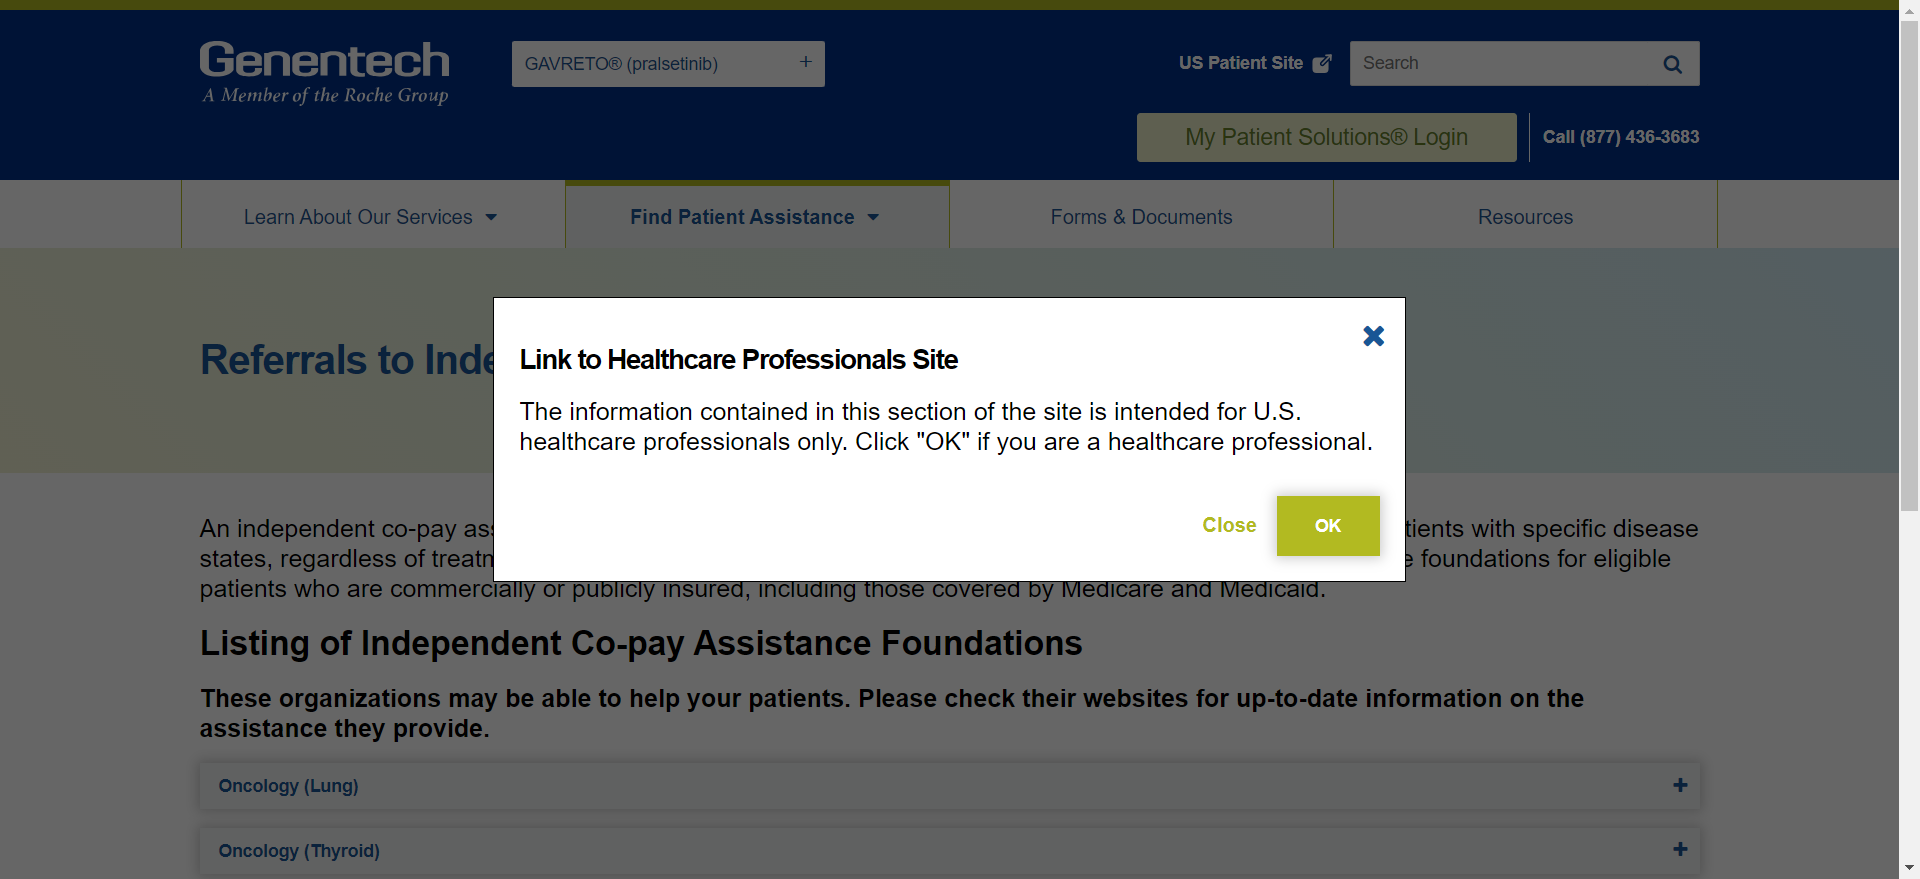 Genentech
A Member of the Roche Group
GAVRETO® (pralsetinib) +
US Patient Site
Search
My Patient Solutions® Login
Call (877) 436-3683
Learn About Our Services
Find Patient Assistance
Forms & Documents
Resources
Referrals to Inde
Link to Healthcare Professionals Site
The information contained in this section of the site is intended for U.S.
healthcare professionals only. Click "OK" if you are a healthcare professional.
Close
OK
An independent co-pay as tients with specific disease
states, regardless of treatn foundations for eligible
patients who are commercially or publicly insured, including those covered by Medicare and Medicaid.
Listing of Independent Co-pay Assistance Foundations
These organizations may be able to help your patients. Please check their websites for up-to-date information on the
assistance they provide.
Oncology (Lung) +
Oncology (Thyroid) +